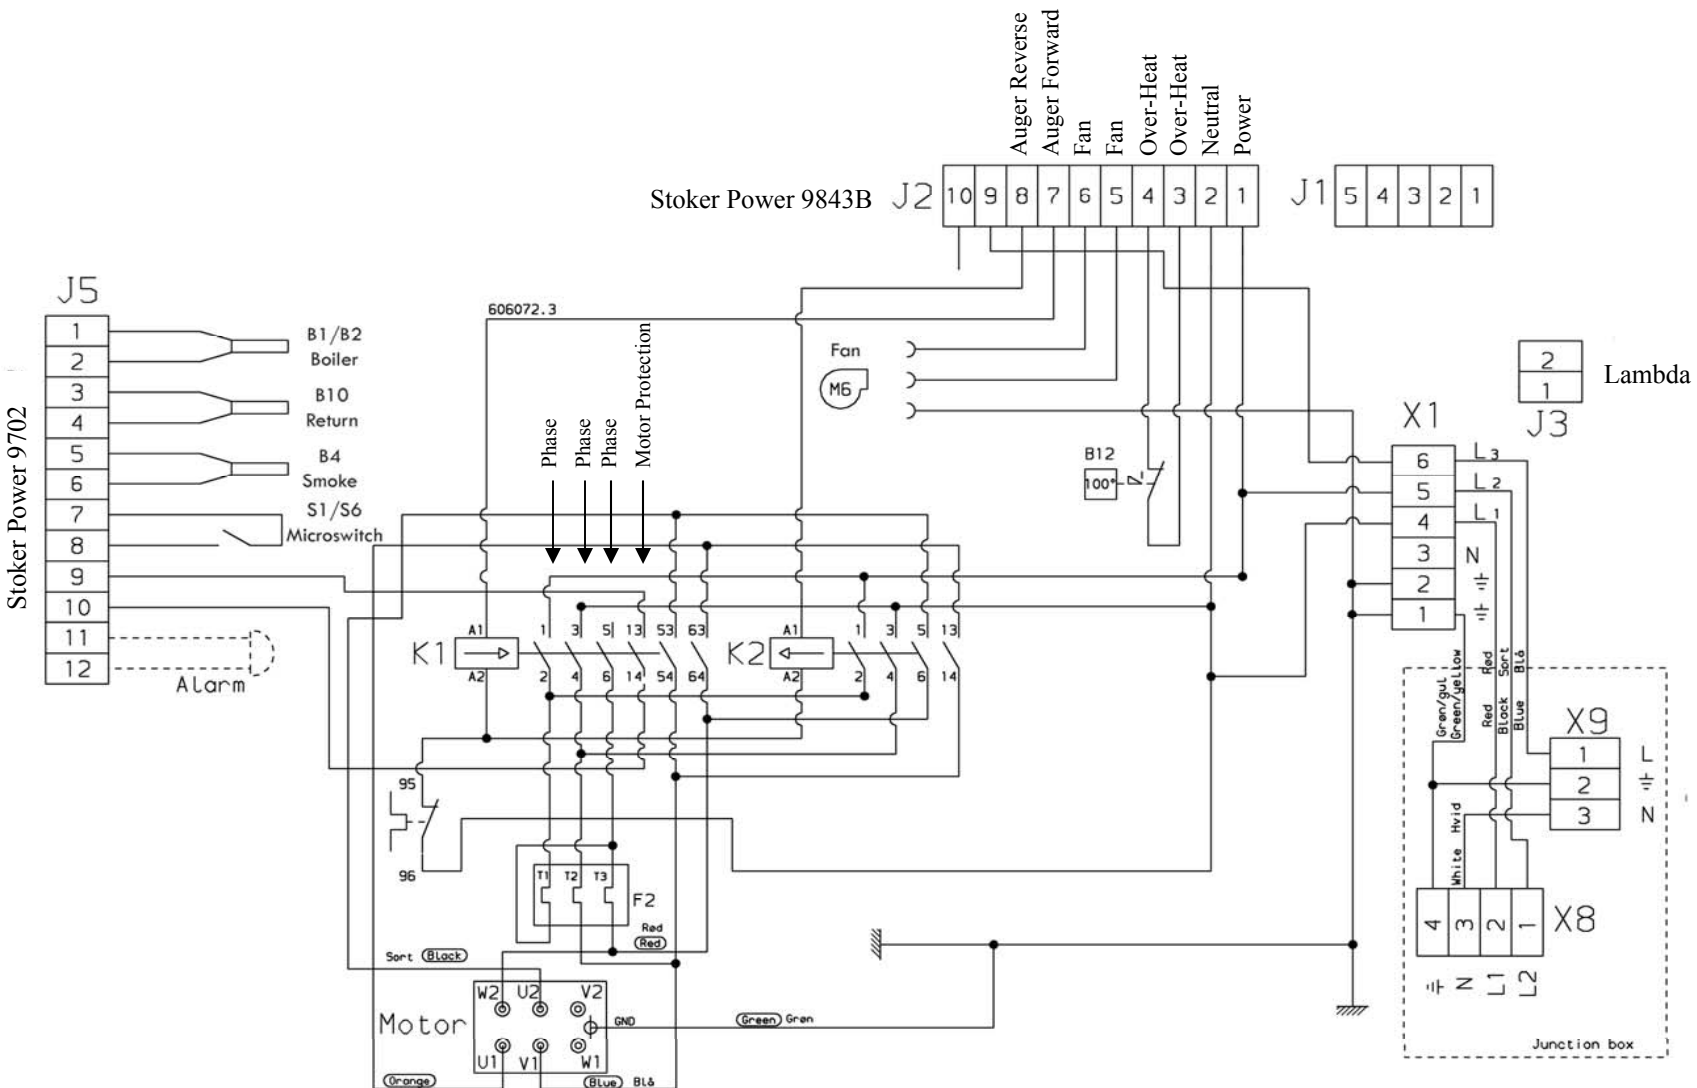 Auger Reverse
Auger Forward
Fan
Fan
Over-Heat
Over-Heat
Neutral
Power
Stoker Power 9843B
J2
10 9 8 7 6 5 4 3 2 1
J1
5 4 3 2 1
J5
Stoker Power 9702
1
2
3
4
5
6
7
8
9
10
11
12
B1/B2
Boiler
B10
Return
B4
Smoke
S1/S6
Microswitch
Alarm
606072.3
Phase
Phase
Phase
Motor Protection
Fan
M6
B12
100°
2
1
Lambda
J3
X1
6
5
4
3
2
1
L3
L2
L1
N
K1
A1
A2
1 3 5 13 53 63
2 4 6 14 54 64
K2
A1
A2
1 3 5 13
2 4 6 14
95
96
T1 T2 T3
F2
Rød
Red
Sort Black
W2 U2 V2
Motor
U1 V1 W1
GND
Green Grøn
Orange
Blue Blå
Grøn/gul
Green/yellow
Red Rød
Black Sort
Blue Blå
White Hvid
X9
1 L
2
3 N
4 3 2 1
X8
N L1 L2
Junction box